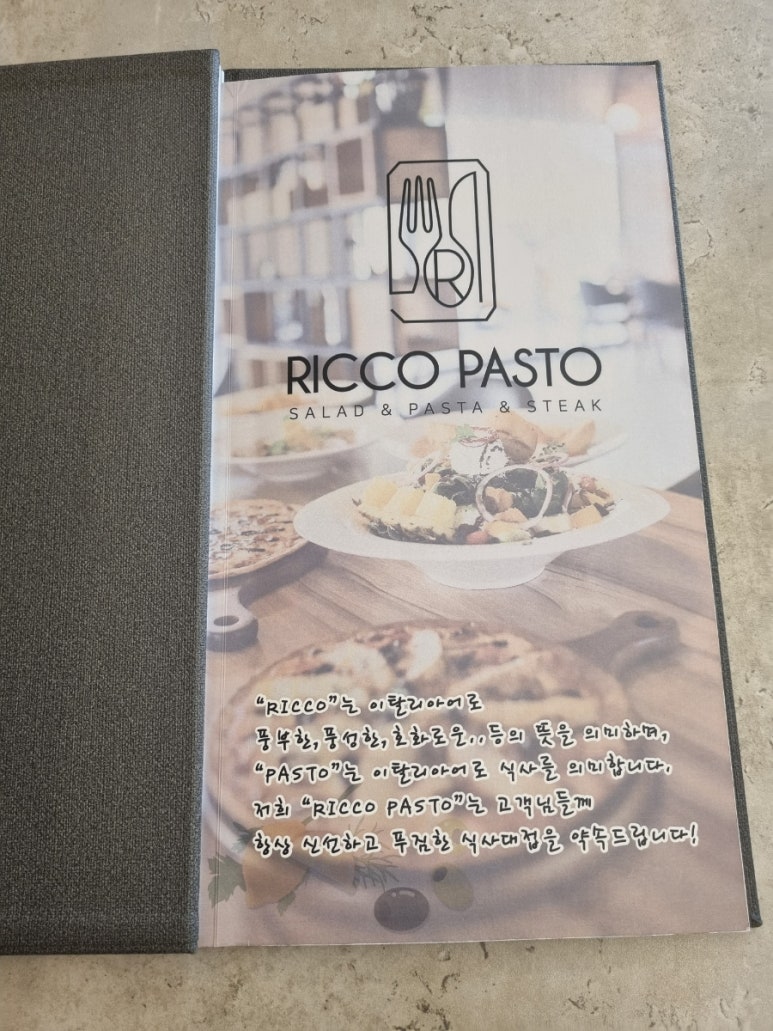 R
RICCO PASTO
SALAD & PASTA & STEAK
“RICCO”는 이탈리아어로
풍부한, 풍성한, 호화로운..등의 뜻을 의미하며,
“PASTO”는 이탈리아어로 식사를 의미합니다.
저희 “RICCO PASTO”는 고객님들께
항상 신선하고 푸짐한 식사대접을 약속드립니다!